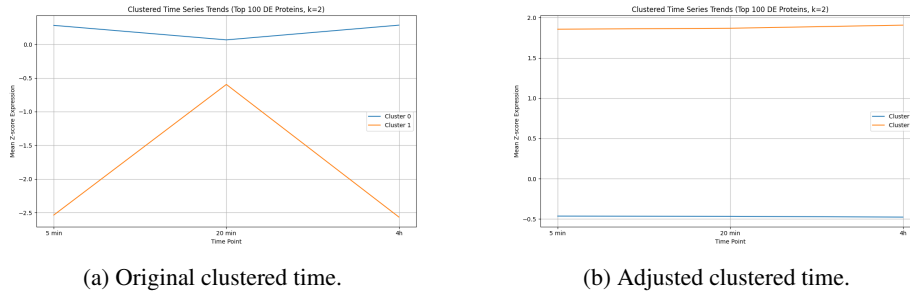 Clustered Time Series Trends (Top 100 DE Proteins, k=2)
Mean Z-score Expression
0.0
−0.5
−1.0
−1.5
−2.0
−2.5
5 min
20 min
4h
Time Point
Cluster 0
Cluster 1
(a) Original clustered time.
Clustered Time Series Trends (Top 100 DE Proteins, k=2)
Mean Z-score Expression
2.0
1.5
1.0
0.5
0.0
−0.5
5 min
20 min
4h
Time Point
Cluster
Cluster
(b) Adjusted clustered time.